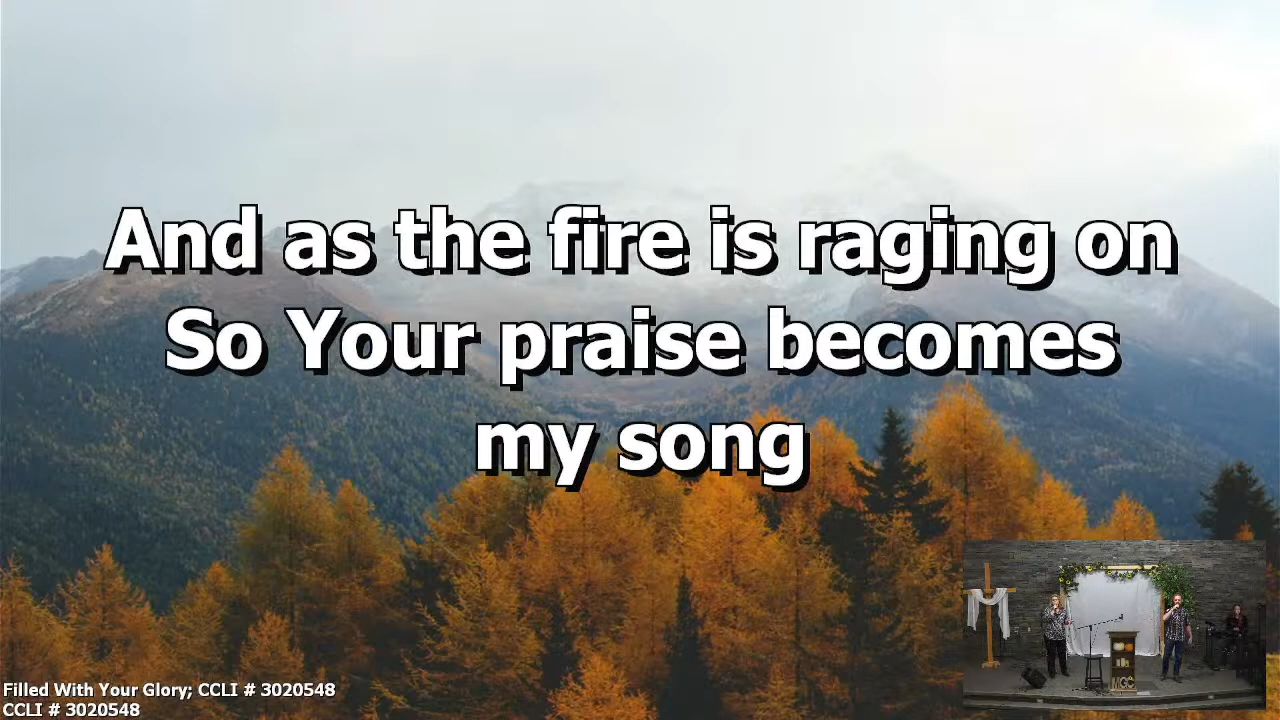 And as the fire is raging on
So Your praise becomes
my song
Filled With Your Glory; CCLI # 3020548
CCLI # 3020548
MGC